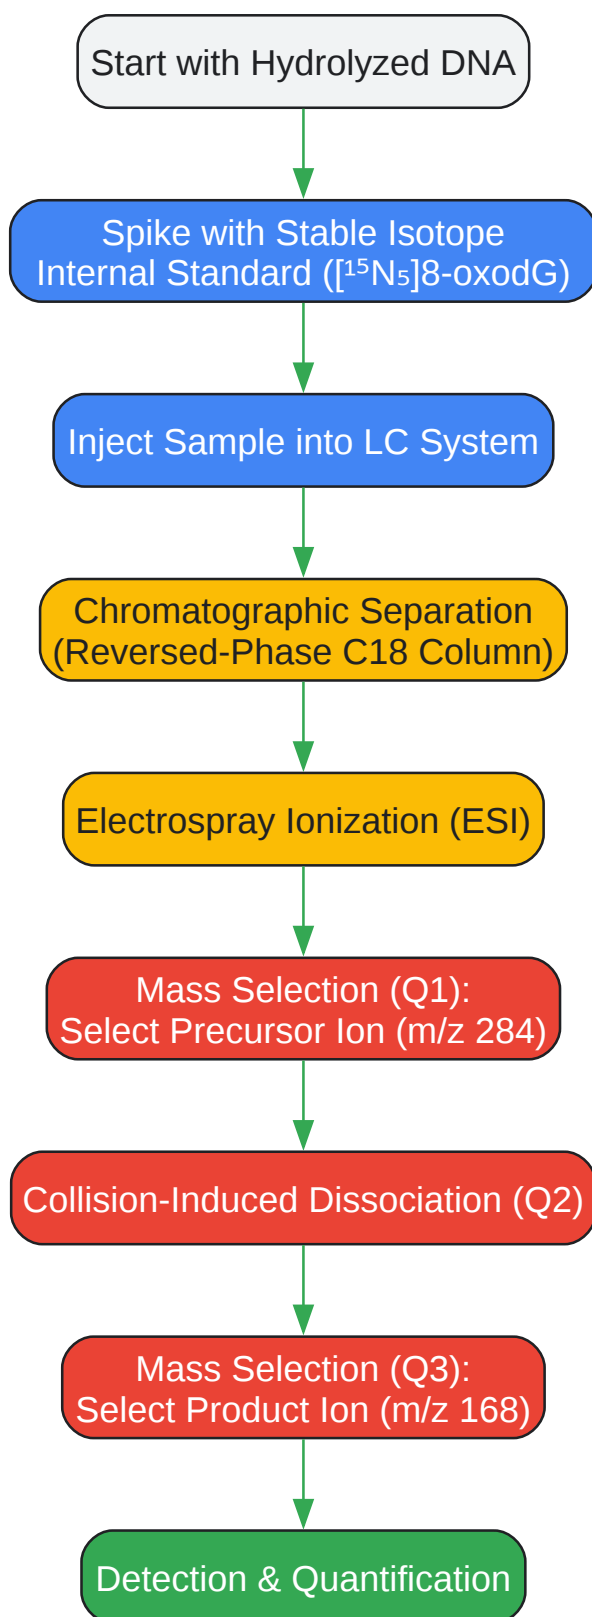 Start with Hydrolyzed DNA
Spike with Stable Isotope
Internal Standard ([¹⁵N₅]8-oxodG)
Inject Sample into LC System
Chromatographic Separation
(Reversed-Phase C18 Column)
Electrospray Ionization (ESI)
Mass Selection (Q1):
Select Precursor Ion (m/z 284)
Collision-Induced Dissociation (Q2)
Mass Selection (Q3):
Select Product Ion (m/z 168)
Detection & Quantification